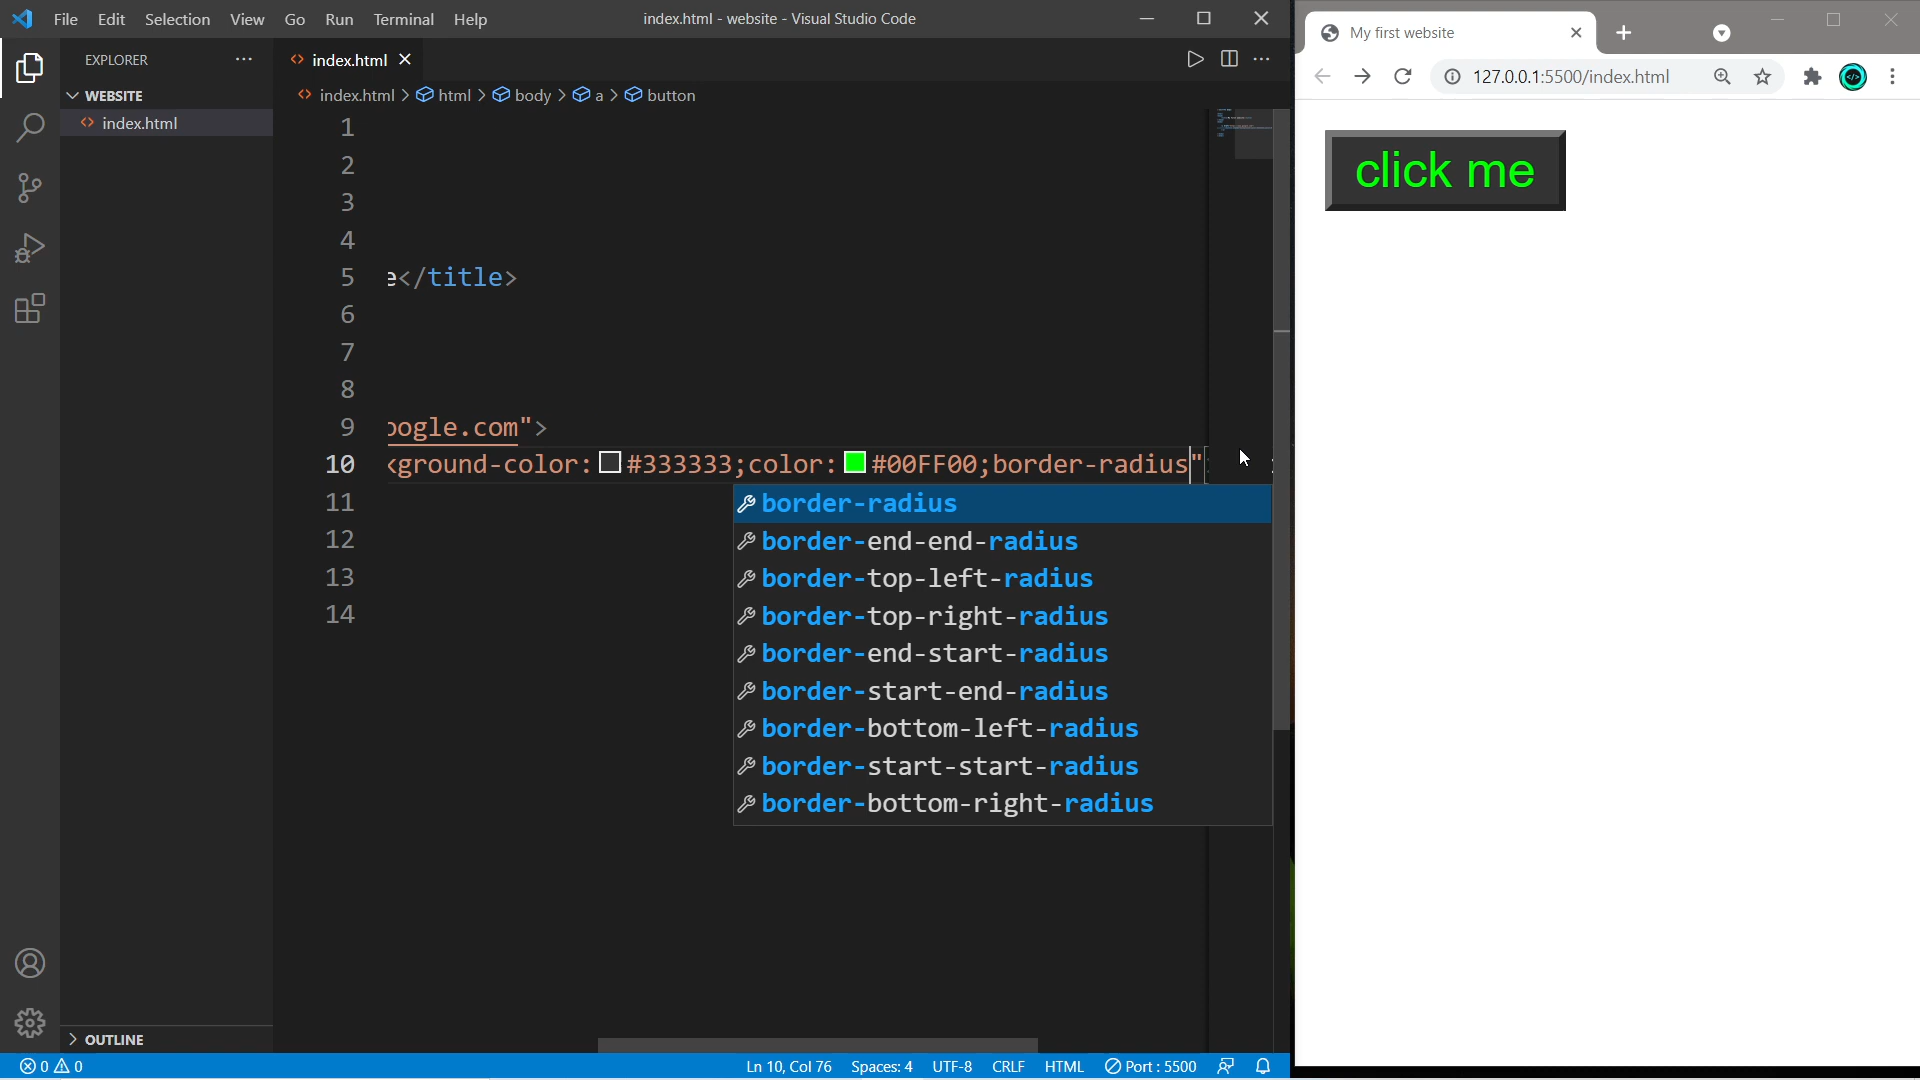 File Edit Selection View Go Run Terminal Help
index.html - website - Visual Studio Code
EXPLORER
WEBSITE
index.html
OUTLINE
index.html
index.html > html > body > a > button
1
2
3
4
5 e</title>
6
7
8
9 oogle.com">
10 kground-color: #333333;color: #00FF00;border-radius"
11
12
13
14
border-radius
border-end-end-radius
border-top-left-radius
border-top-right-radius
border-end-start-radius
border-start-end-radius
border-bottom-left-radius
border-start-start-radius
border-bottom-right-radius
0 0
Ln 10, Col 76 Spaces: 4 UTF-8 CRLF HTML Port : 5500
My first website
127.0.0.1:5500/index.html
click me